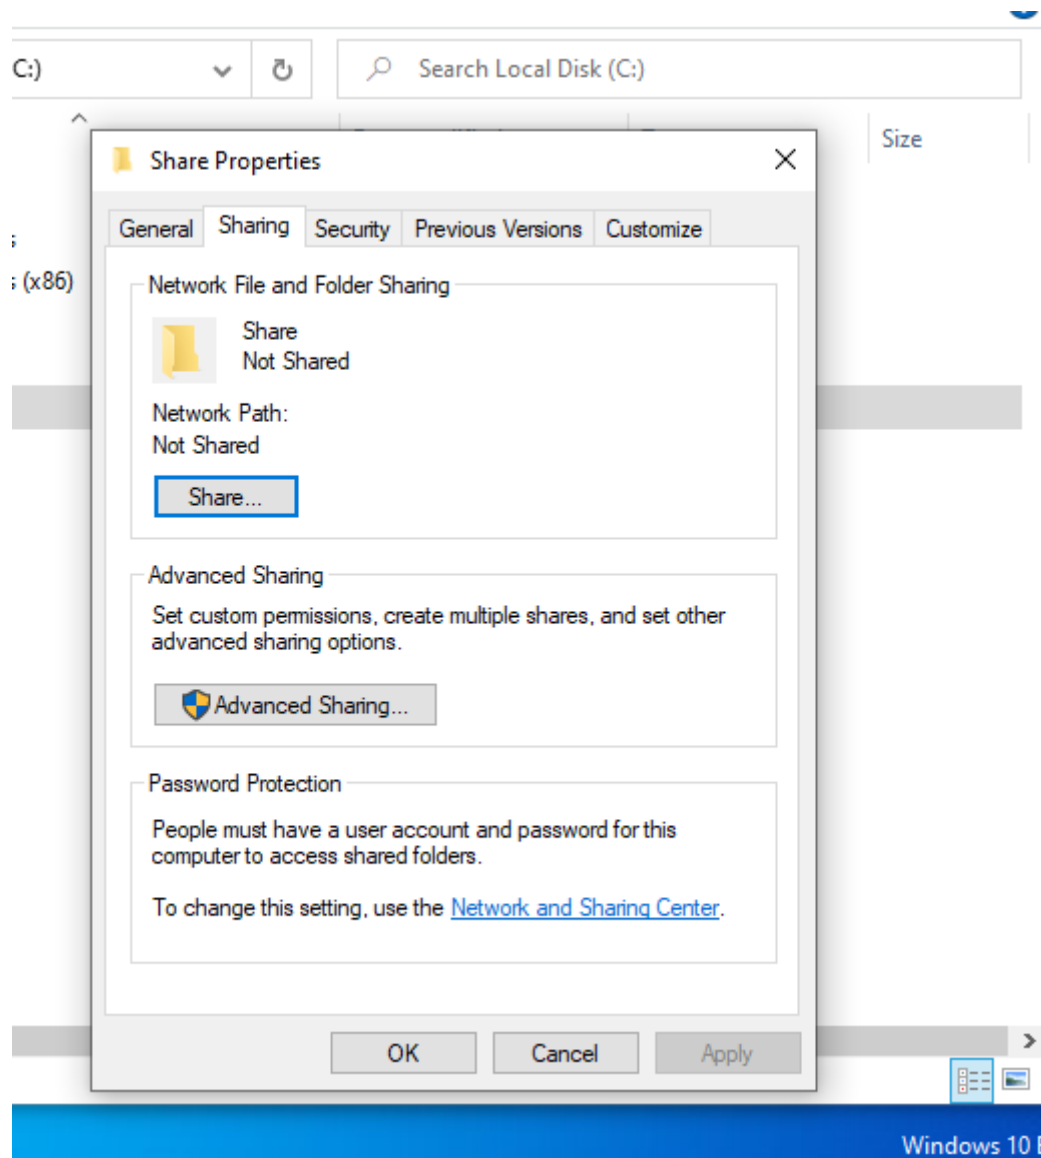 C:)
Search Local Disk (C:)
Size
Share Properties
General Sharing Security Previous Versions Customize
s (x86)
Network File and Folder Sharing
Share
Not Shared
Network Path:
Not Shared
Share...
Advanced Sharing
Set custom permissions, create multiple shares, and set other
advanced sharing options.
Advanced Sharing...
Password Protection
People must have a user account and password for this
computer to access shared folders.
To change this setting, use the Network and Sharing Center.
OK Cancel Apply
Windows 10